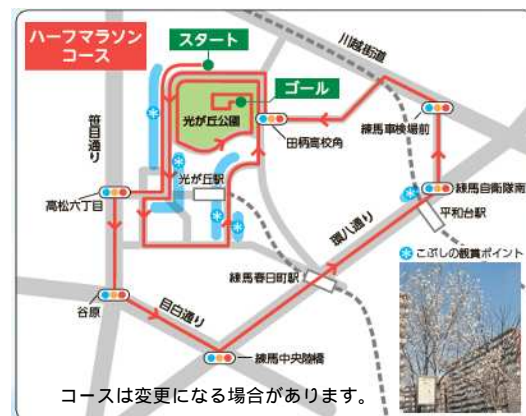 ハーフマラソン
コース
スタート
ゴール
川越街道
笹目通り
光が丘公園
田柄高校角
練馬車検場前
光が丘駅
高松六丁目
練馬自衛隊南
平和台駅
環八通り
こぶしの観賞ポイント
練馬春日町駅
谷原
目白通り
練馬中央陸橋
コースは変更になる場合があります。